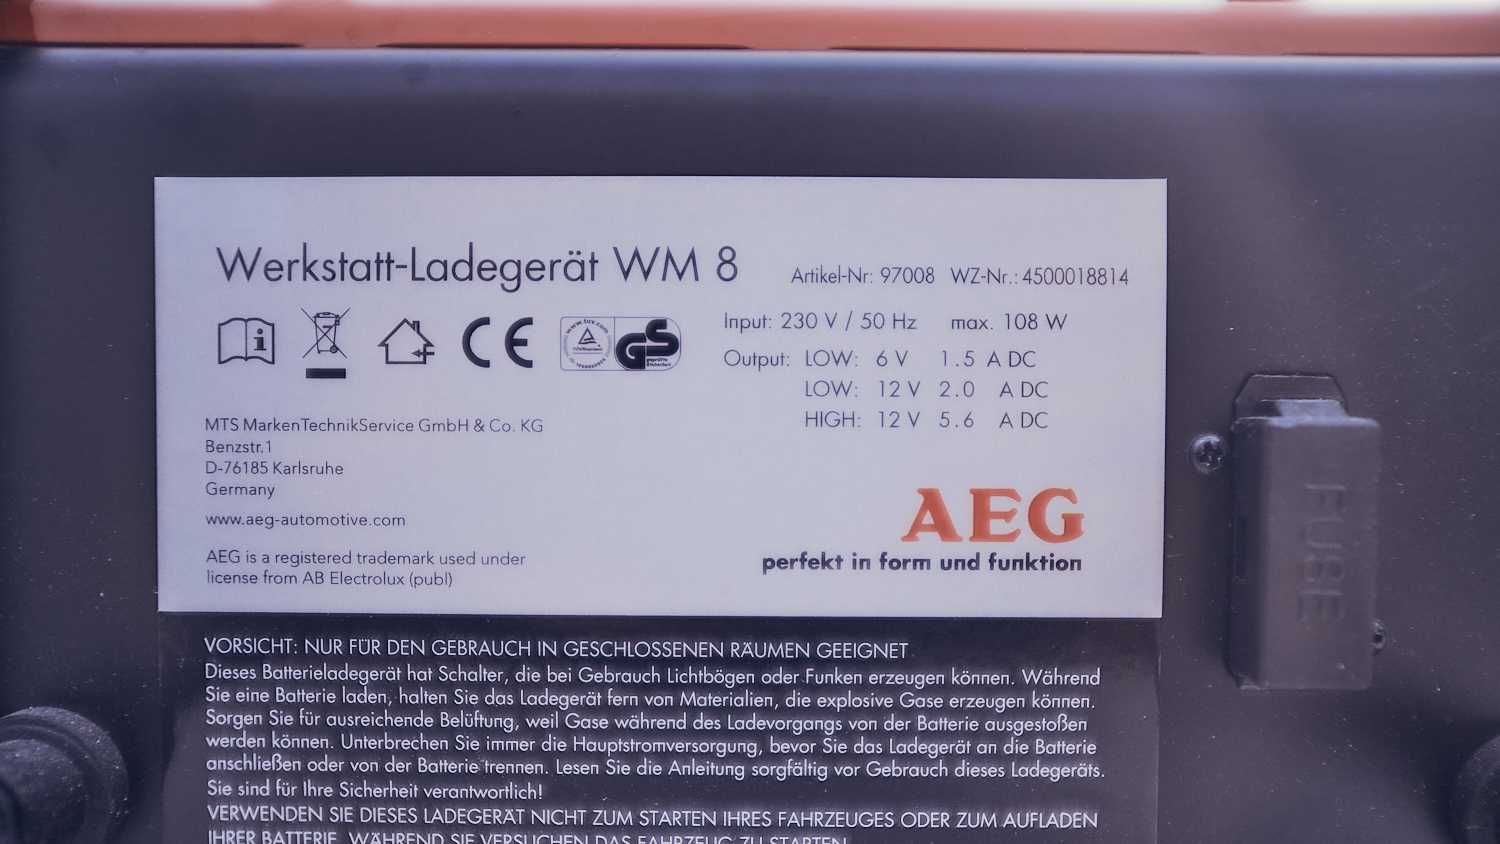 Werkstatt-Ladegerät WM 8
Artikel-Nr: 97008 WZ-Nr.: 4500018814
Input: 230 V / 50 Hz max. 108 W
Output: LOW: 6 V 1.5 A DC
LOW: 12 V 2.0 A DC
HIGH: 12 V 5.6 A DC
CE
www.tuv.com
GS
geprüfte
Sicherheit
MTS MarkenTechnikService GmbH & Co. KG
Benzstr.1
D-76185 Karlsruhe
Germany
www.aeg-automotive.com
AEG is a registered trademark used under
license from AB Electrolux (publ)
AEG
perfekt in form und funktion
FUSE
VORSICHT: NUR FÜR DEN GEBRAUCH IN GESCHLOSSENEN RÄUMEN GEEIGNET
Dieses Batterieladegerät hat Schalter, die bei Gebrauch Lichtbögen oder Funken erzeugen können. Während
Sie eine Batterie laden, halten Sie das Ladegerät fern von Materialien, die explosive Gase erzeugen können.
Sorgen Sie für ausreichende Belüftung, weil Gase während des Ladevorgangs von der Batterie ausgestoßen
werden können. Unterbrechen Sie immer die Hauptstromversorgung, bevor Sie das Ladegerät an die Batterie
anschließen oder von der Batterie trennen. Lesen Sie die Anleitung sorgfältig vor Gebrauch dieses Ladegeräts.
Sie sind für Ihre Sicherheit verantwortlich!
VERWENDEN SIE DIESES LADEGERÄT NICHT ZUM STARTEN IHRES FAHRZEUGES ODER ZUM AUFLADEN
IHRER BATTERIE, WÄHREND SIE VERSUCHEN DAS FAHRZEUG ZU STARTEN